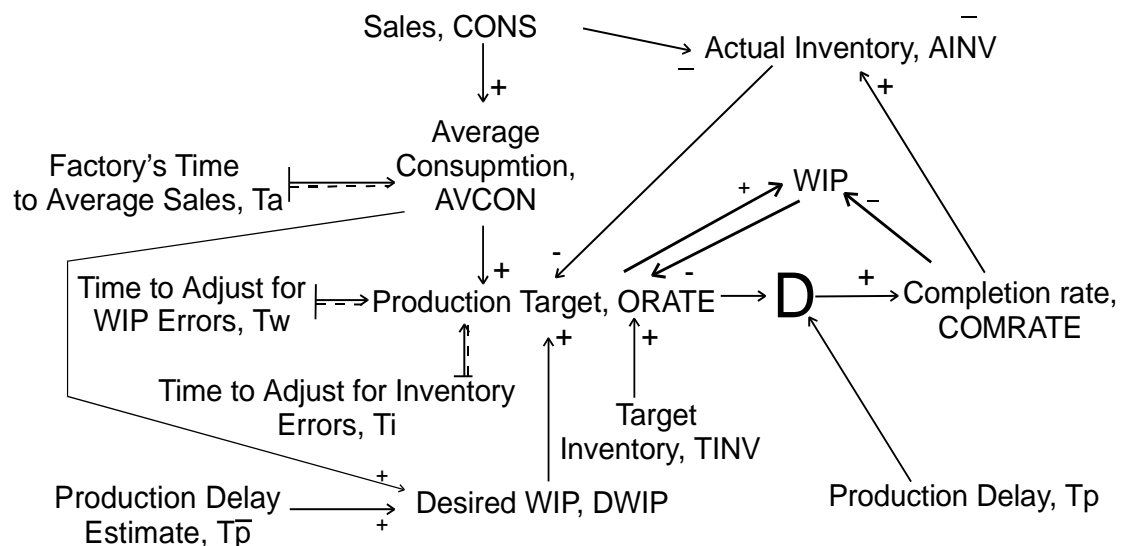 Sales, CONS
Actual Inventory, AINV
−
−
+
+
Average
Consupmtion,
AVCON
Factory's Time
to Average Sales, Ta
WIP
+
−
-
-
+
Time to Adjust for
WIP Errors, Tw
Production Target, ORATE
D
+
Completion rate,
COMRATE
+
+
Time to Adjust for Inventory
Errors, Ti
Target
Inventory, TINV
+
Production Delay
Estimate, Tp̅
+
Desired WIP, DWIP
Production Delay, Tp